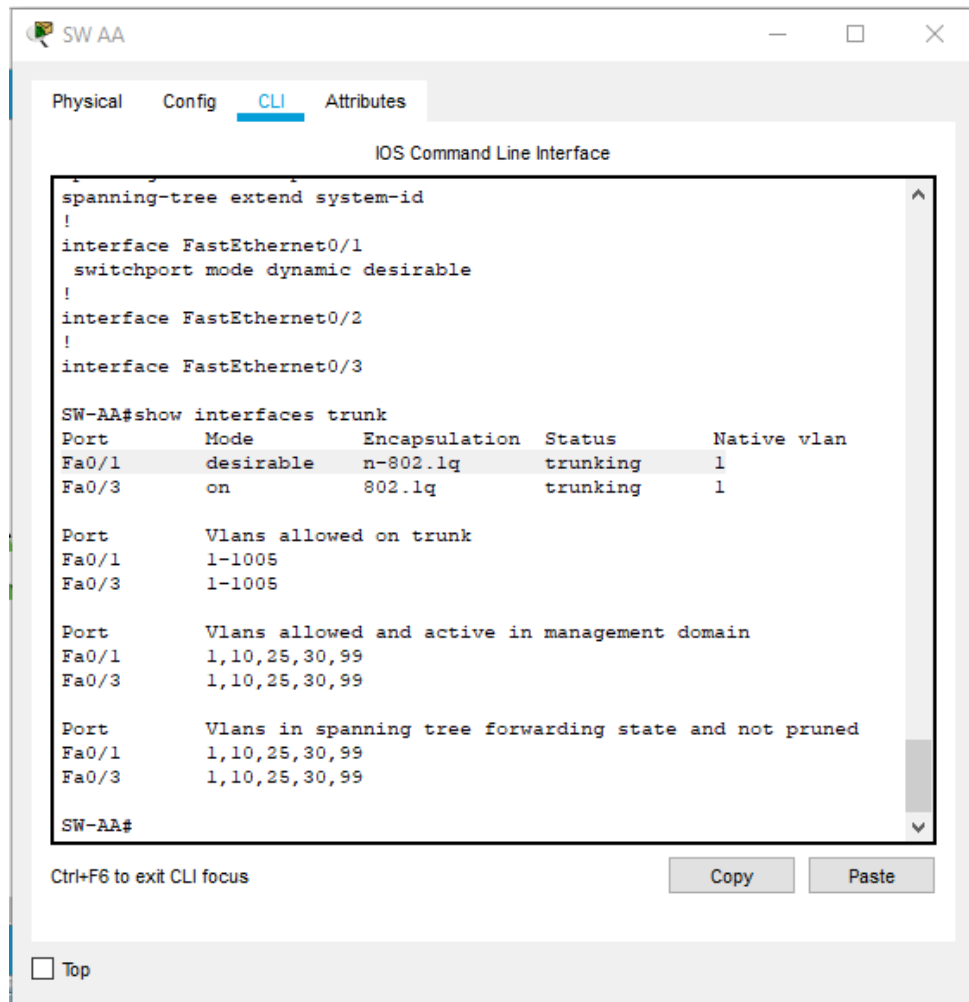 SW AA
Physical Config CLI Attributes
IOS Command Line Interface
spanning-tree extend system-id
!
interface FastEthernet0/1
 switchport mode dynamic desirable
!
interface FastEthernet0/2
!
interface FastEthernet0/3
SW-AA#show interfaces trunk
Port Mode Encapsulation Status Native vlan
Fa0/1 desirable n-802.1q trunking 1
Fa0/3 on 802.1q trunking 1
Port Vlans allowed on trunk
Fa0/1 1-1005
Fa0/3 1-1005
Port Vlans allowed and active in management domain
Fa0/1 1,10,25,30,99
Fa0/3 1,10,25,30,99
Port Vlans in spanning tree forwarding state and not pruned
Fa0/1 1,10,25,30,99
Fa0/3 1,10,25,30,99
SW-AA#
Ctrl+F6 to exit CLI focus Copy Paste
Top